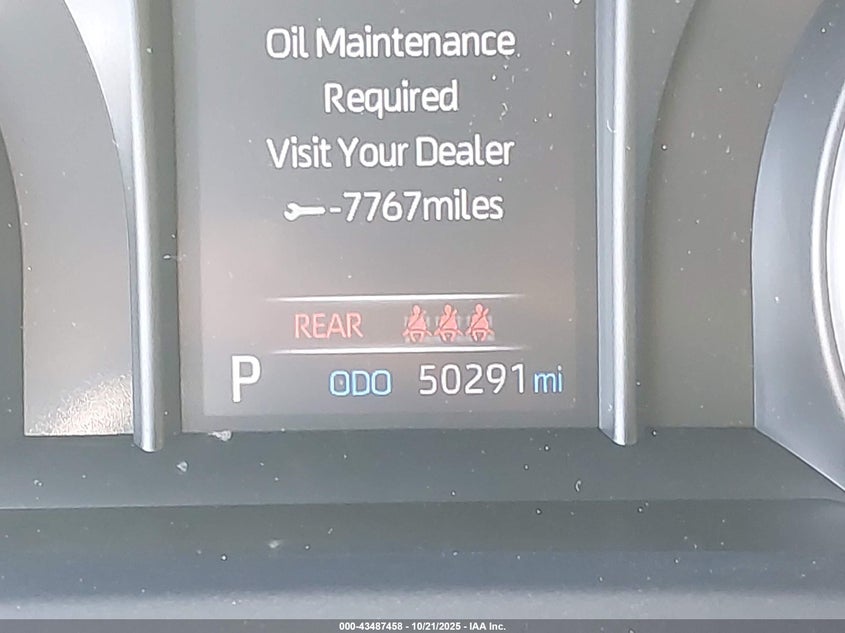 Oil Maintenance
Required
Visit Your Dealer
-7767miles
REAR
P ODO 50291 mi
000-43487458 - 10/21/2025 - IAA Inc.